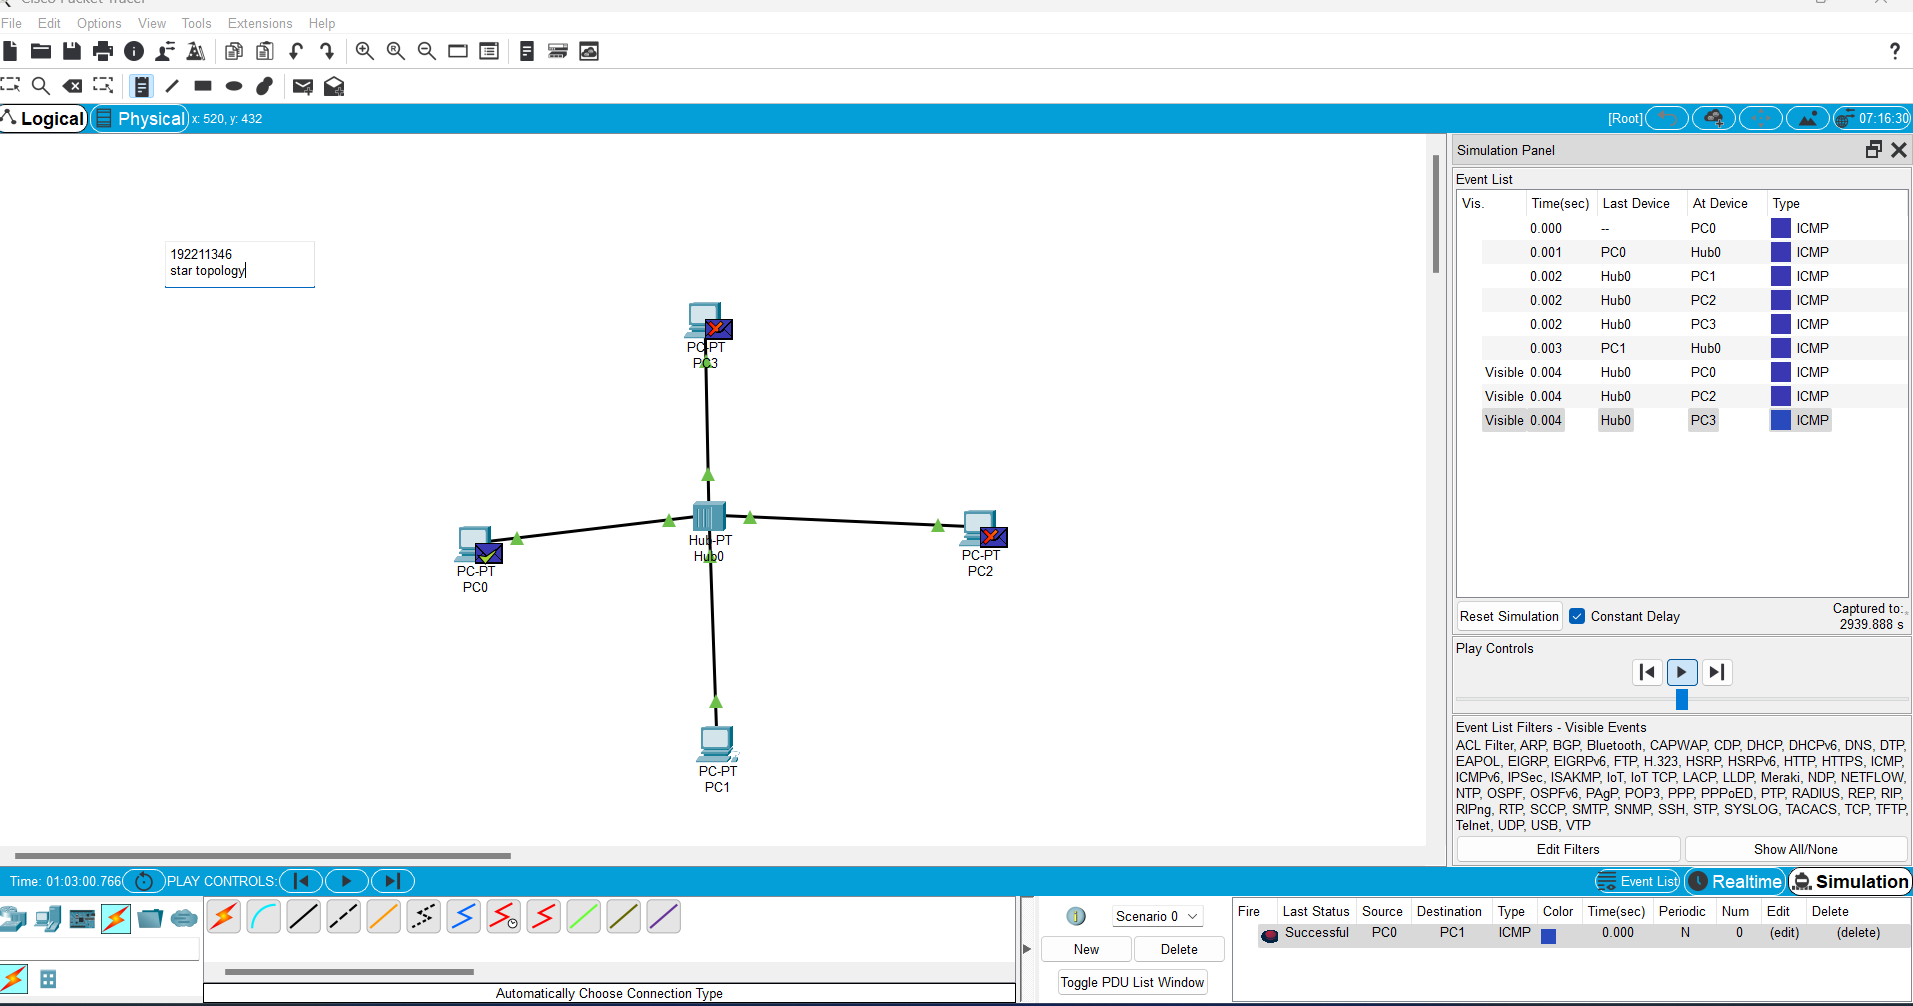 Cisco Packet Tracer
File Edit Options View Tools Extensions Help
?
Logical Physical x: 520, y: 432 [Root] 07:16:30
Simulation Panel
Event List
Vis. Time(sec) Last Device At Device Type
0.000 -- PC0 ICMP
0.001 PC0 Hub0 ICMP
0.002 Hub0 PC1 ICMP
0.002 Hub0 PC2 ICMP
0.002 Hub0 PC3 ICMP
0.003 PC1 Hub0 ICMP
Visible 0.004 Hub0 PC0 ICMP
Visible 0.004 Hub0 PC2 ICMP
Visible 0.004 Hub0 PC3 ICMP
192211346
star topology
PC-PT
PC3
Hub-PT
Hub0
PC-PT
PC0
PC-PT
PC2
PC-PT
PC1
Reset Simulation Constant Delay
Captured to:
2939.888 s
Play Controls
Event List Filters - Visible Events
ACL Filter, ARP, BGP, Bluetooth, CAPWAP, CDP, DHCP, DHCPv6, DNS, DTP,
EAPOL, EIGRP, EIGRPv6, FTP, H.323, HSRP, HSRPv6, HTTP, HTTPS, ICMP,
ICMPv6, IPSec, ISAKMP, IoT, IoT TCP, LACP, LLDP, Meraki, NDP, NETFLOW,
NTP, OSPF, OSPFv6, PAgP, POP3, PPP, PPPoED, PTP, RADIUS, REP, RIP,
RIPng, RTP, SCCP, SMTP, SNMP, SSH, STP, SYSLOG, TACACS, TCP, TFTP,
Telnet, UDP, USB, VTP
Edit Filters Show All/None
Time: 01:03:00.766 PLAY CONTROLS: Event List Realtime Simulation
1 Scenario 0
New Delete
Toggle PDU List Window
Fire Last Status Source Destination Type Color Time(sec) Periodic Num Edit Delete
Successful PC0 PC1 ICMP 0.000 N 0 (edit) (delete)
Automatically Choose Connection Type